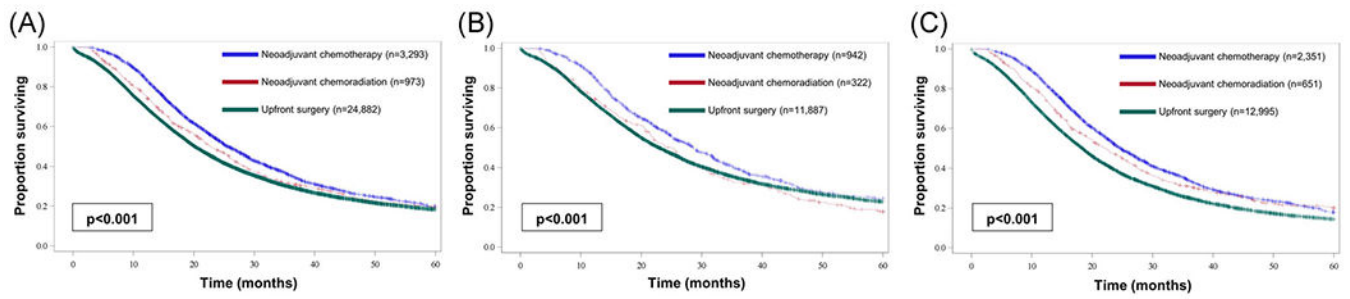 (A)
Proportion surviving
1.0
0.8
0.6
0.4
0.2
0.0
Neoadjuvant chemotherapy (n=3,293)
Neoadjuvant chemoradiation (n=973)
Upfront surgery (n=24,882)
p<0.001
0 10 20 30 40 50 60
Time (months)
(B)
Proportion surviving
1.0
0.8
0.6
0.4
0.2
0.0
Neoadjuvant chemotherapy (n=942)
Neoadjuvant chemoradiation (n=322)
Upfront surgery (n=11,887)
p<0.001
0 10 20 30 40 50 60
Time (months)
(C)
Proportion surviving
1.0
0.8
0.6
0.4
0.2
0.0
Neoadjuvant chemotherapy (n=2,351)
Neoadjuvant chemoradiation (n=651)
Upfront surgery (n=12,995)
p<0.001
0 10 20 30 40 50 60
Time (months)